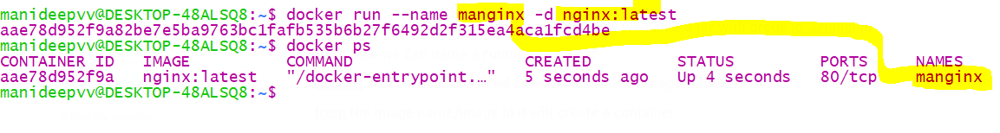 manideepvv@DESKTOP-48ALSQ8:~$ docker run --name manginx -d nginx:latest
aae78d952f9a82be7e5ba9763bc1fafb535b6b27f6492d2f315ea4aca1fcd4be
manideepvv@DESKTOP-48ALSQ8:~$ docker ps
CONTAINER ID   IMAGE          COMMAND                  CREATED         STATUS         PORTS     NAMES
aae78d952f9a   nginx:latest   "/docker-entrypoint.…"   5 seconds ago   Up 4 seconds   80/tcp    manginx
manideepvv@DESKTOP-48ALSQ8:~$